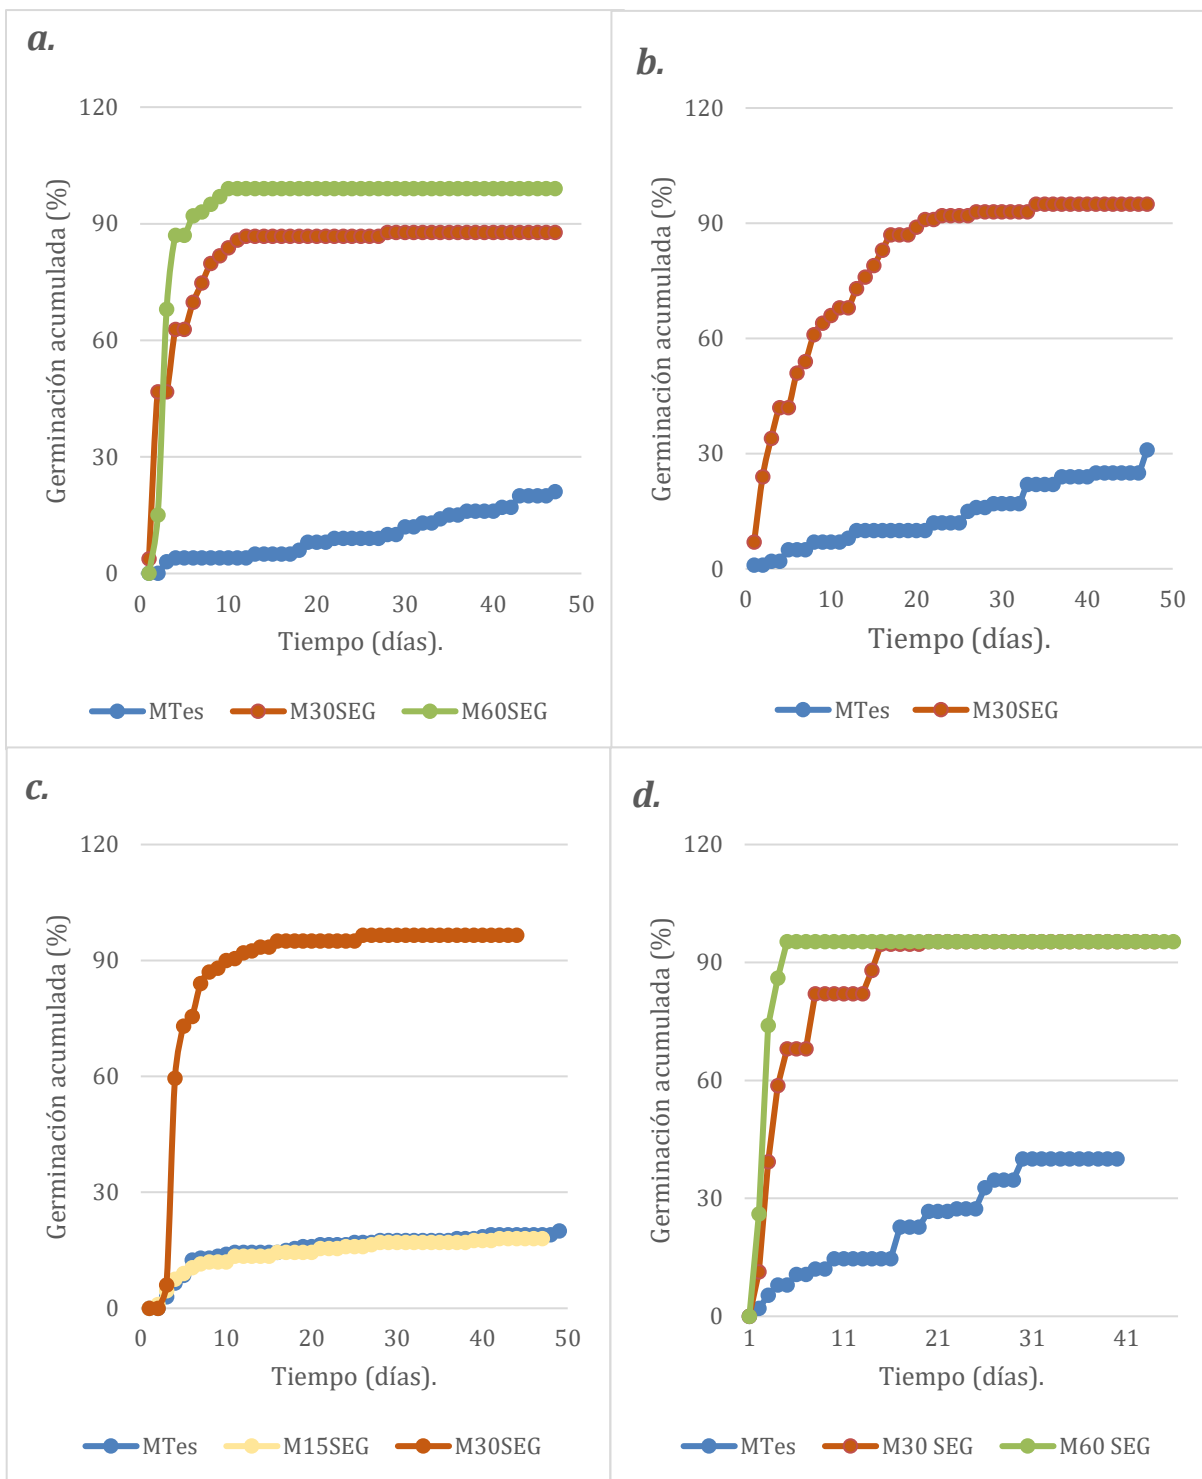 a.
120
90
60
30
0
0 10 20 30 40 50
Germinación acumulada (%)
Tiempo (días).
MTes M30SEG M60SEG
b.
120
90
60
30
0
0 10 20 30 40 50
Germinación acumulada (%)
Tiempo (días).
MTes M30SEG
c.
120
90
60
30
0
0 10 20 30 40 50
Germinación acumulada (%)
Tiempo (días).
MTes M15SEG M30SEG
d.
120
90
60
30
0
1 11 21 31 41
Germinación acumulada (%)
Tiempo (días).
MTes M30 SEG M60 SEG